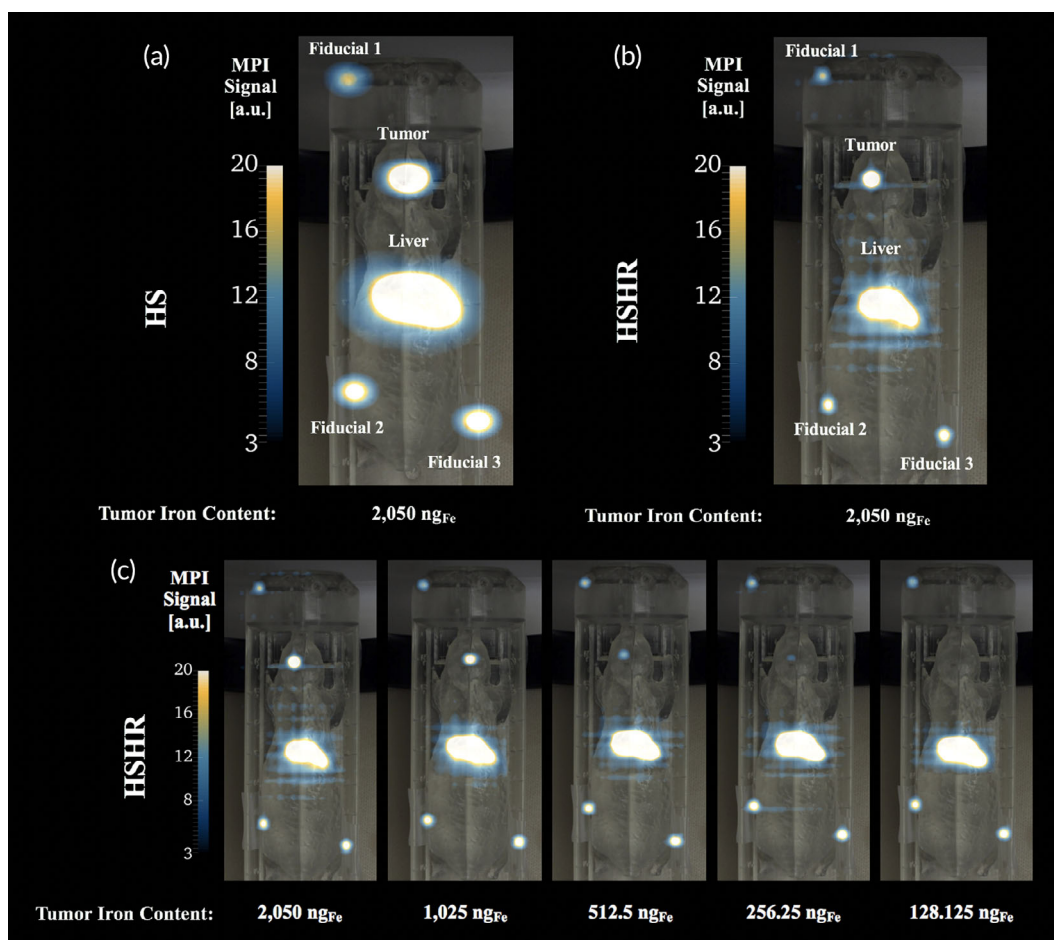 (a)
MPI
Signal
[a.u.]
20
16
12
8
3
HS
Fiducial 1
Tumor
Liver
Fiducial 2
Fiducial 3
Tumor Iron Content: 2,050 ngFe
(b)
MPI
Signal
[a.u.]
20
16
12
8
3
HSHR
Fiducial 1
Tumor
Liver
Fiducial 2
Fiducial 3
Tumor Iron Content: 2,050 ngFe
(c)
MPI
Signal
[a.u.]
20
16
12
8
3
HSHR
Tumor Iron Content: 2,050 ngFe 1,025 ngFe 512.5 ngFe 256.25 ngFe 128.125 ngFe